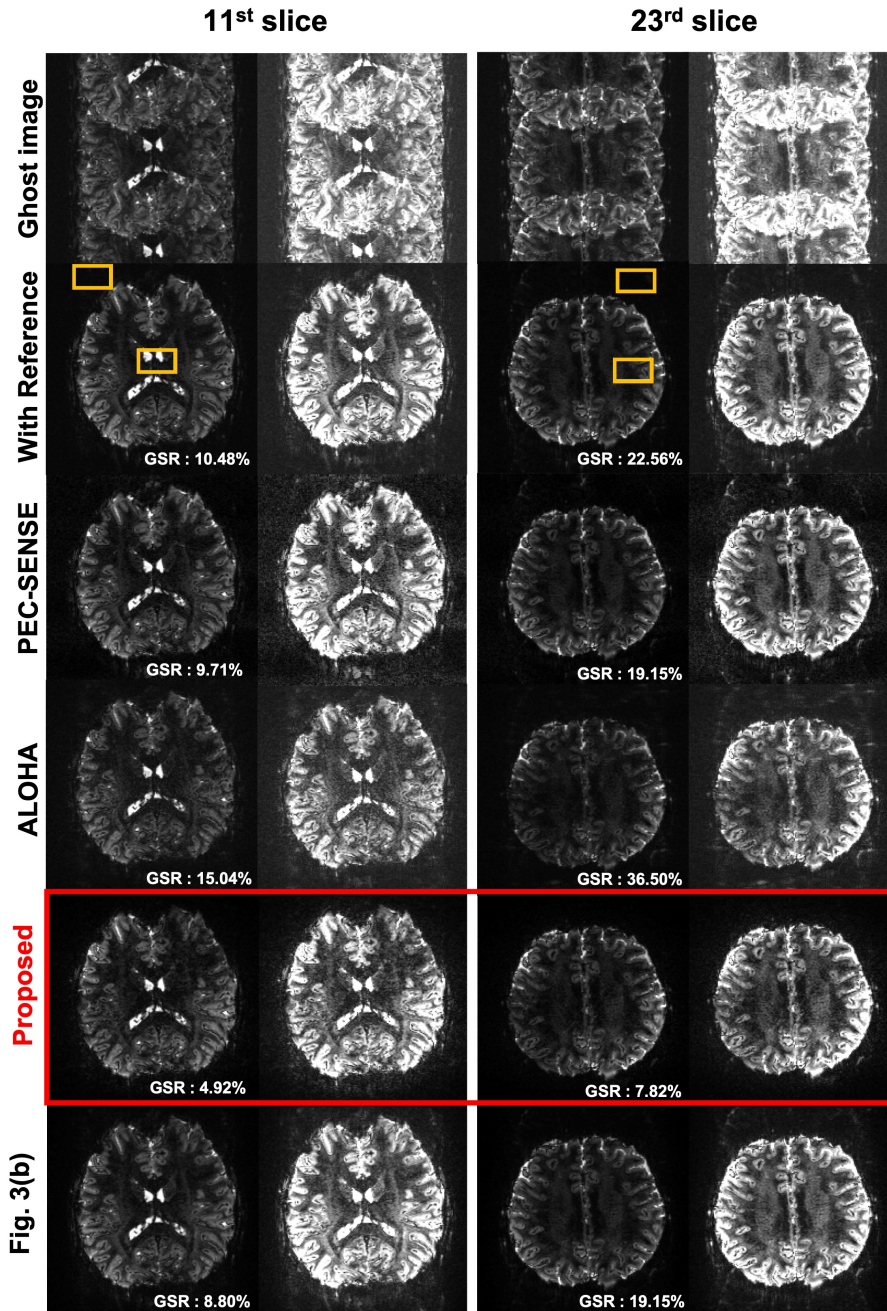 11st slice
23rd slice
Ghost image
With Reference
GSR : 10.48%
GSR : 22.56%
PEC-SENSE
GSR : 9.71%
GSR : 19.15%
ALOHA
GSR : 15.04%
GSR : 36.50%
Proposed
GSR : 4.92%
GSR : 7.82%
Fig. 3(b)
GSR : 8.80%
GSR : 19.15%